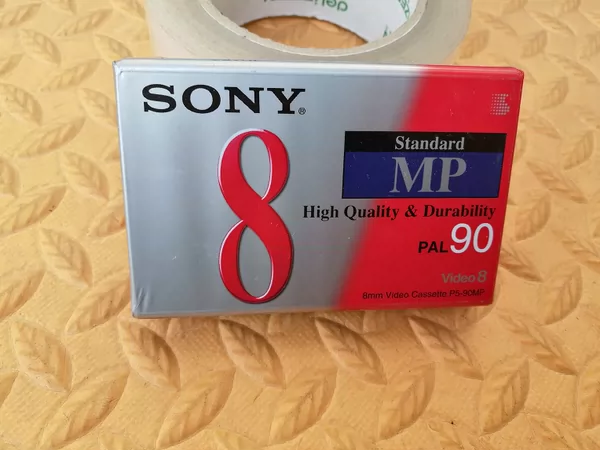 SONY®
8
Standard
MP
High Quality & Durability
PAL 90
Video 8
8mm Video Cassette P5-90MP